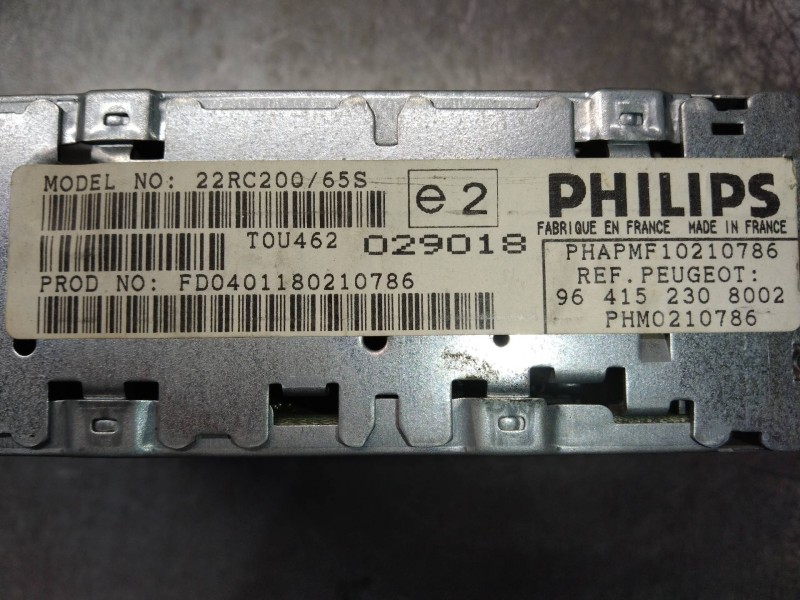 MODEL NO: 22RC200/65S
e2
PHILIPS
FABRIQUE EN FRANCE MADE IN FRANCE
TOU462 029018
PROD NO: FD0401180210786
PHAPMF10210786
REF.PEUGEOT:
96 415 230 8002
PHM0210786